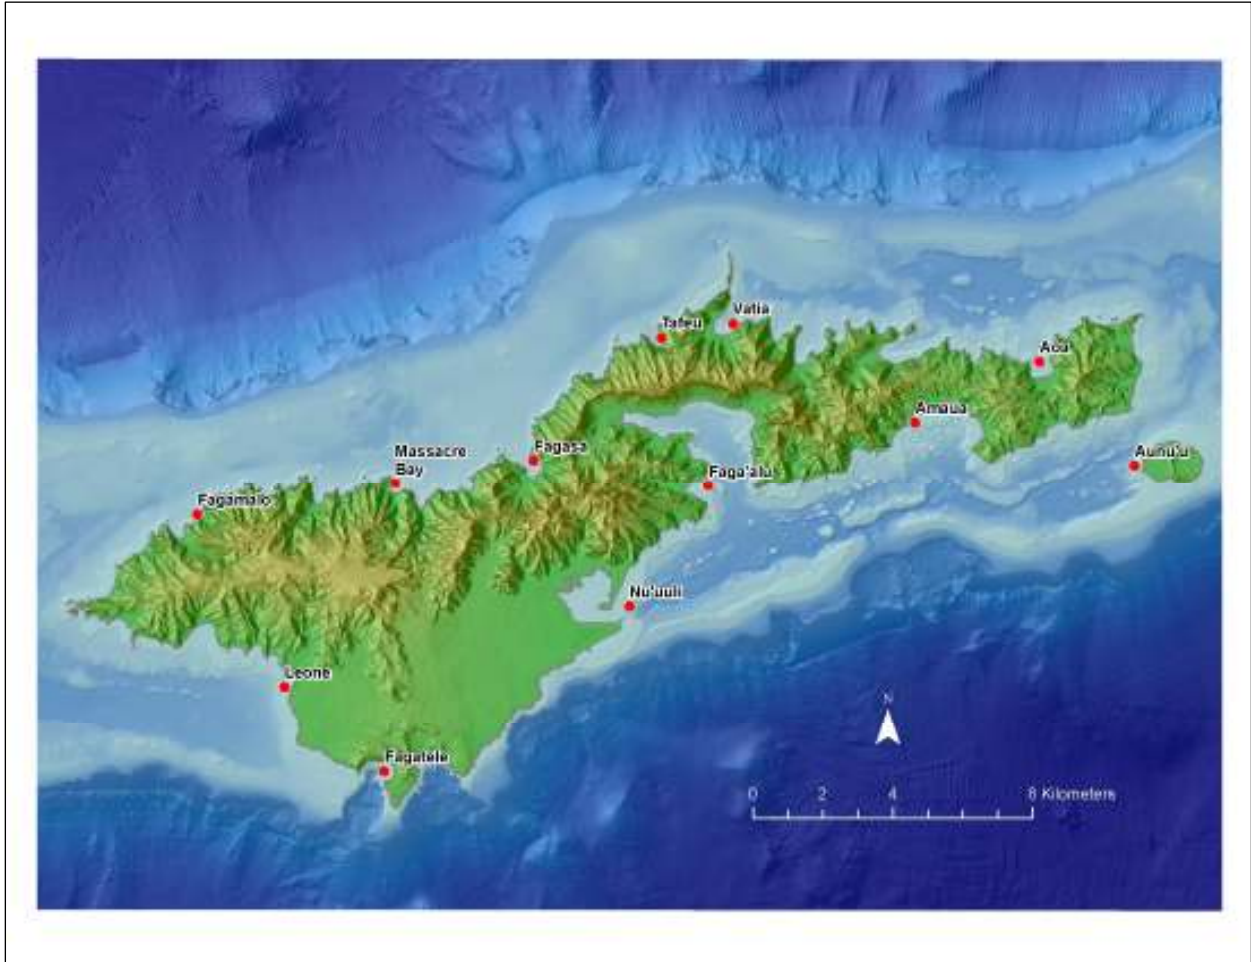 Vatia
Tafeu
Aoa
Amaua
Massacre
Bay
Fagasa
Aunu'u
Faga'alu
Fagamalo
Nu'uuli
Leone
N
Fagatele
0 2 4 8 Kilometers